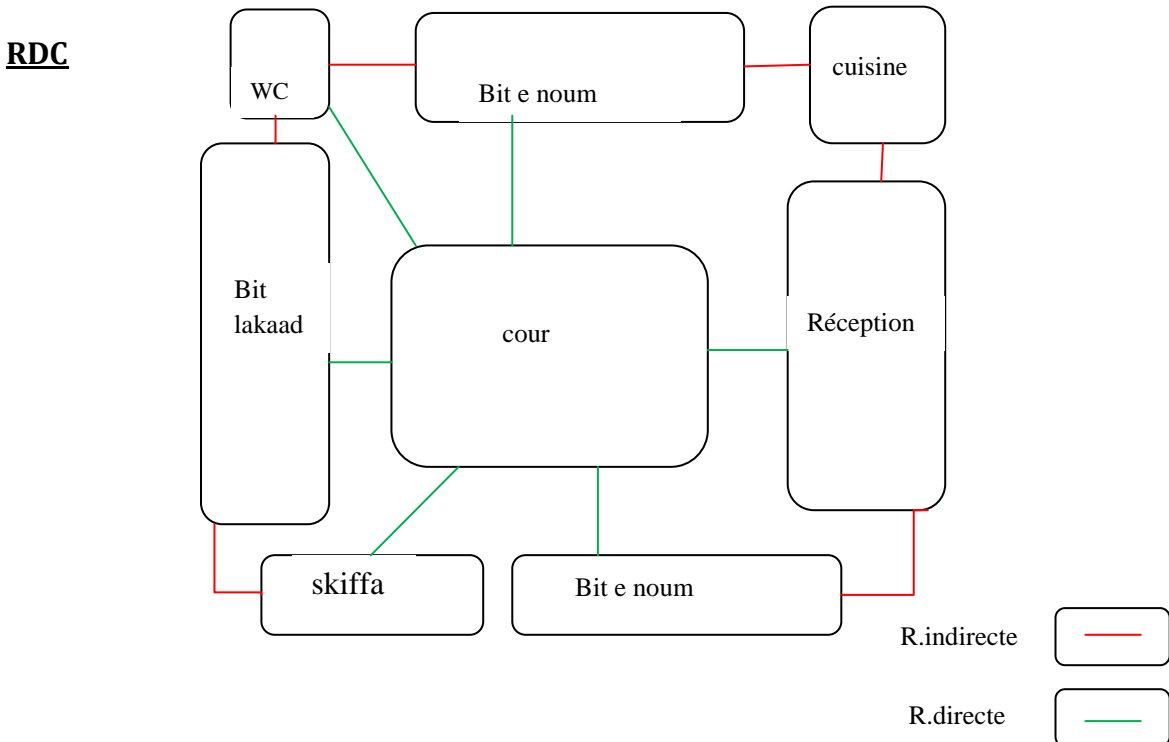 RDC
WC
Bit e noum
cuisine
Bit
lakaad
cour
Réception
skiffa
Bit e noum
R.indirecte
R.directe